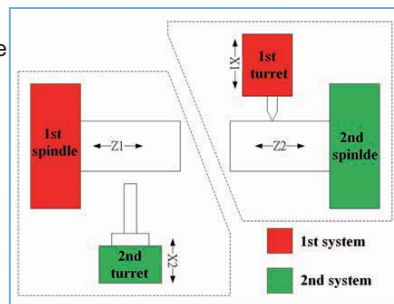 e
X1
1st
turret
1st
spindle
Z1
Z2
2nd
spinlde
2nd
turret
X2
1st system
2nd system